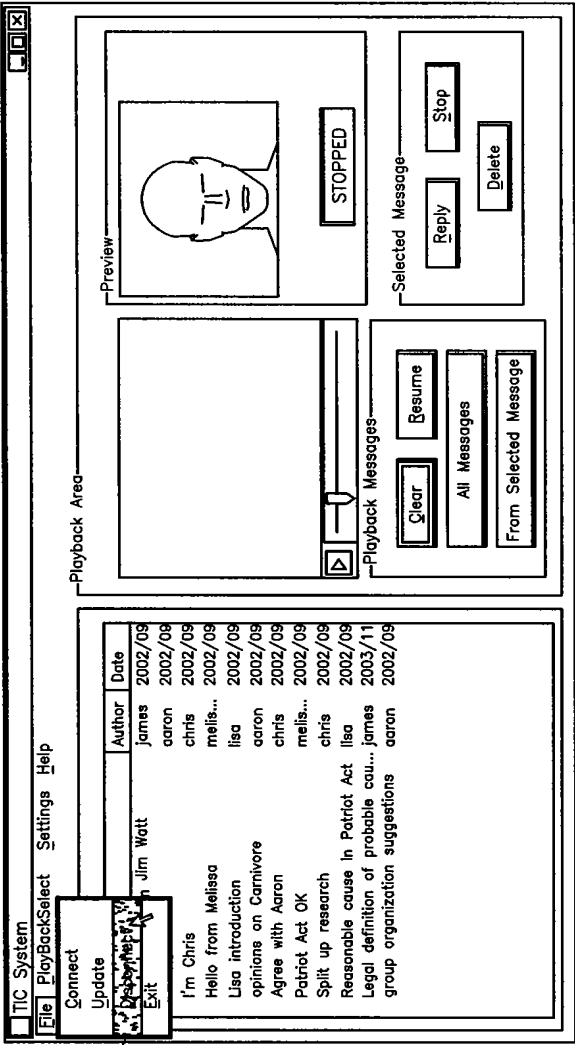 TIC System
File PlayBackSelect Settings Help
Connect
Update
Disconnect
Exit
Author Date
m Jim Watt james 2002/09
aaron 2002/09
I'm Chris chris 2002/09
Hello from Melissa melis... 2002/09
Lisa introduction lisa 2002/09
opinions on Carnivore aaron 2002/09
Agree with Aaron chris 2002/09
Patriot Act OK melis... 2002/09
Split up research chris 2002/09
Reasonable cause in Patriot Act lisa 2002/09
Legal definition of probable cau... james 2003/11
group organization suggestions aaron 2002/09
Playback Area
Preview
STOPPED
Playback Messages
Clear Resume
All Messages
From Selected Message
Selected Message
Reply Stop
Delete